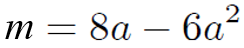 m = 8a − 6a²